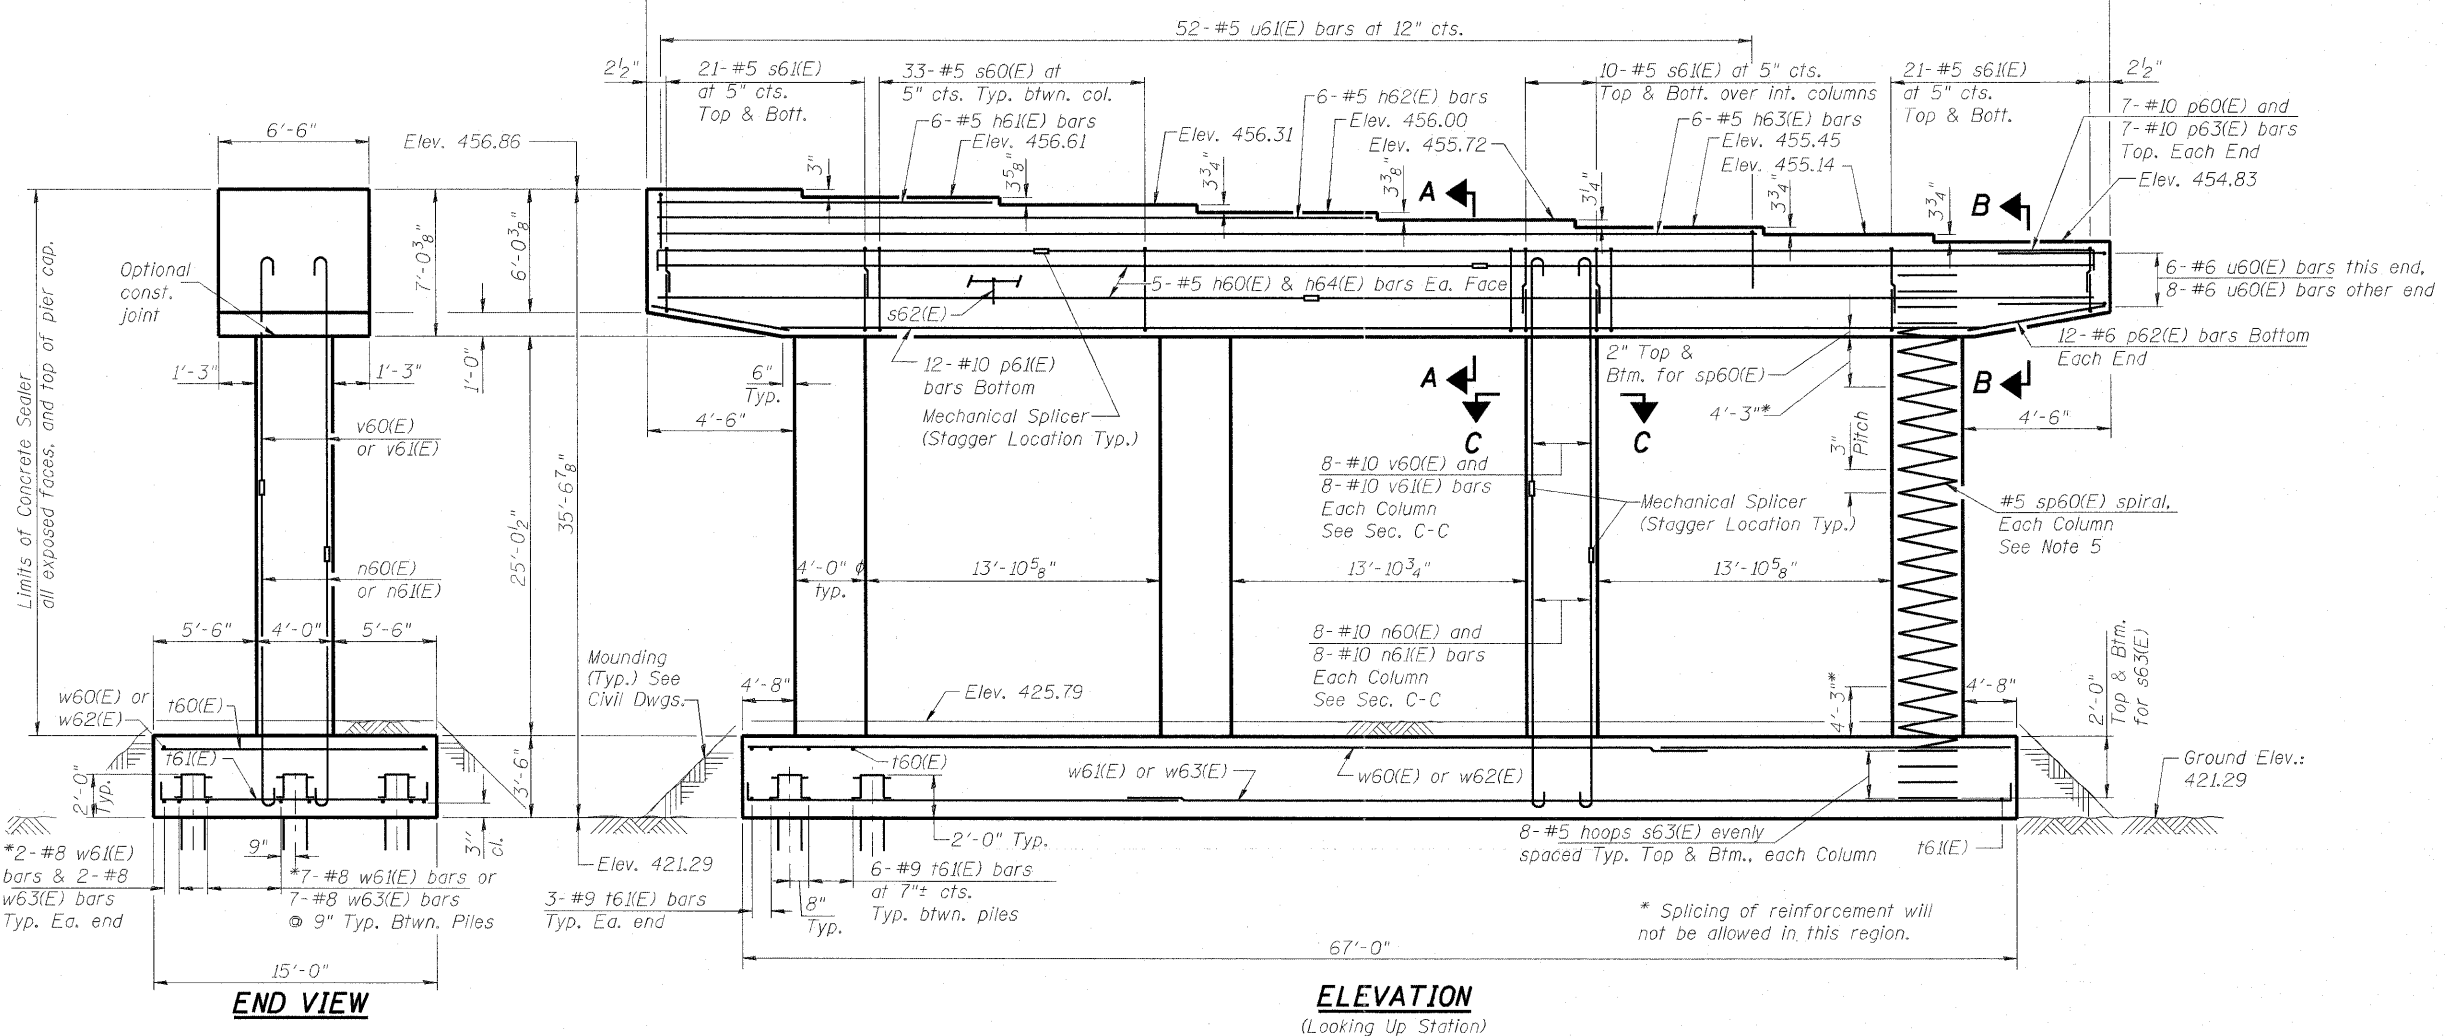 52-#5 u61(E) bars at 12" cts.
2½"
21-#5 s61(E)
at 5" cts.
Top & Bott.
33-#5 s60(E) at
5" cts. Typ. btwn. col.
6-#5 h61(E) bars
Elev. 456.61
6-#5 h62(E) bars
Elev. 456.00
Elev. 455.72
Elev. 456.31
10-#5 s61(E) at 5" cts.
Top & Bott. over int. columns
6-#5 h63(E) bars
Elev. 455.45
Elev. 455.14
21-#5 s61(E)
at 5" cts.
Top & Bott.
2½"
7-#10 p60(E) and
7-#10 p63(E) bars
Top. Each End
Elev. 454.83
6'-6"
Elev. 456.86
3"
3⅝"
3¾"
3⅜"
3¼"
3¾"
3¾"
A
B
Limits of Concrete Sealer
all exposed faces, and top of pier cap.
Optional
const.
joint
7'-0⅜"
6'-0⅜"
1'-0"
5-#5 h60(E) & h64(E) bars Ea. Face
s62(E)
6-#6 u60(E) bars this end,
8-#6 u60(E) bars other end
12-#6 p62(E) bars Bottom
Each End
1'-3"
1'-3"
6"
Typ.
4'-6"
12-#10 p61(E)
bars Bottom
Mechanical Splicer
(Stagger Location Typ.)
A
C
C
2" Top &
Btm. for sp60(E)
4'-3"*
3"
Pitch
B
4'-6"
v60(E)
or v61(E)
35'-6⅞"
25'-0½"
8-#10 v60(E) and
8-#10 v61(E) bars
Each Column
See Sec. C-C
Mechanical Splicer
(Stagger Location Typ.)
#5 sp60(E) spiral,
Each Column
See Note 5
n60(E)
or n61(E)
4'-0" ϕ
typ.
13'-10⅝"
13'-10¾"
13'-10⅝"
5'-6"
4'-0"
5'-6"
8-#10 n60(E) and
8-#10 n61(E) bars
Each Column
See Sec. C-C
Mounding
(Typ.) See
Civil Dwgs.
4'-8"
Elev. 425.79
4'-3"*
4'-8"
2'-0"
Top & Btm.
for s63(E)
w60(E) or
w62(E)
t60(E)
t61(E)
2'-0"
Typ.
3'-6"
3"
cl.
t60(E)
w61(E) or w63(E)
w60(E) or w62(E)
Ground Elev.:
421.29
9"
*2-#8 w61(E)
bars & 2-#8
w63(E) bars
Typ. Ea. end
*7-#8 w61(E) bars or
7-#8 w63(E) bars
@ 9" Typ. Btwn. Piles
Elev. 421.29
2'-0" Typ.
8-#5 hoops s63(E) evenly
spaced Typ. Top & Btm., each Column
t61(E)
3-#9 t61(E) bars
Typ. Ea. end
8"
Typ.
6-#9 t61(E) bars
at 7"± cts.
Typ. btwn. piles
* Splicing of reinforcement will
not be allowed in this region.
15'-0"
67'-0"
END VIEW
ELEVATION
(Looking Up Station)